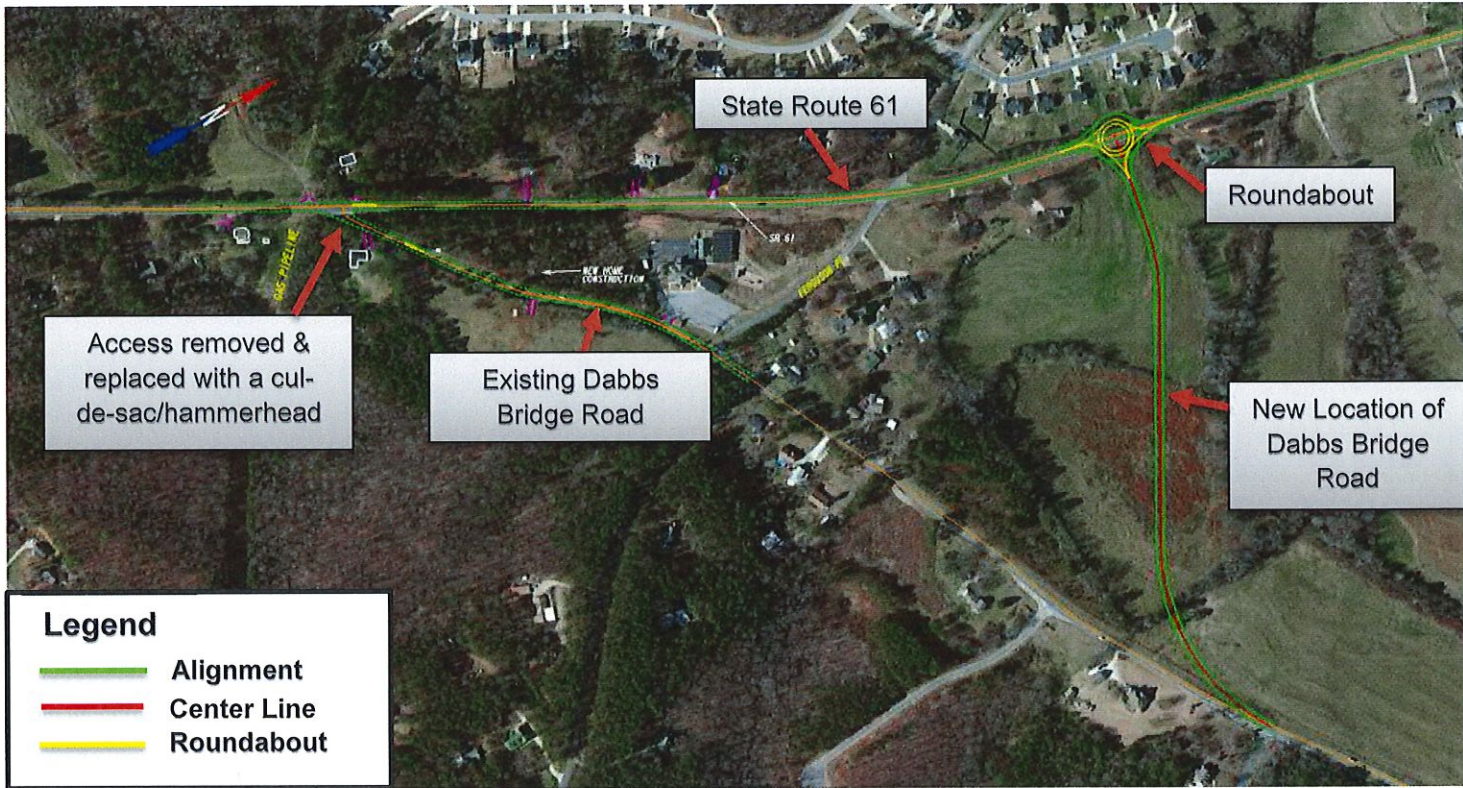 State Route 61
Roundabout
N
GAS PIPELINE
SR 61
NEW HOME
CONSTRUCTION
FERGUSON
Access removed &
replaced with a cul-
de-sac/hammerhead
Existing Dabbs
Bridge Road
New Location of
Dabbs Bridge
Road
Legend
Alignment
Center Line
Roundabout